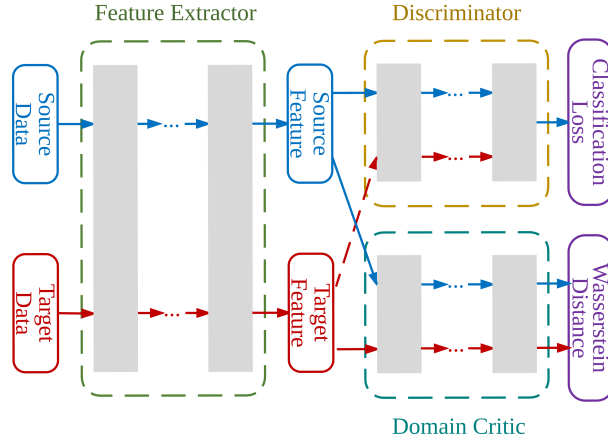 Feature Extractor
Discriminator
Source
Data
...
Source
Feature
...
...
Classification
Loss
Target
Data
...
Target
Feature
...
...
Wasserstein
Distance
Domain Critic